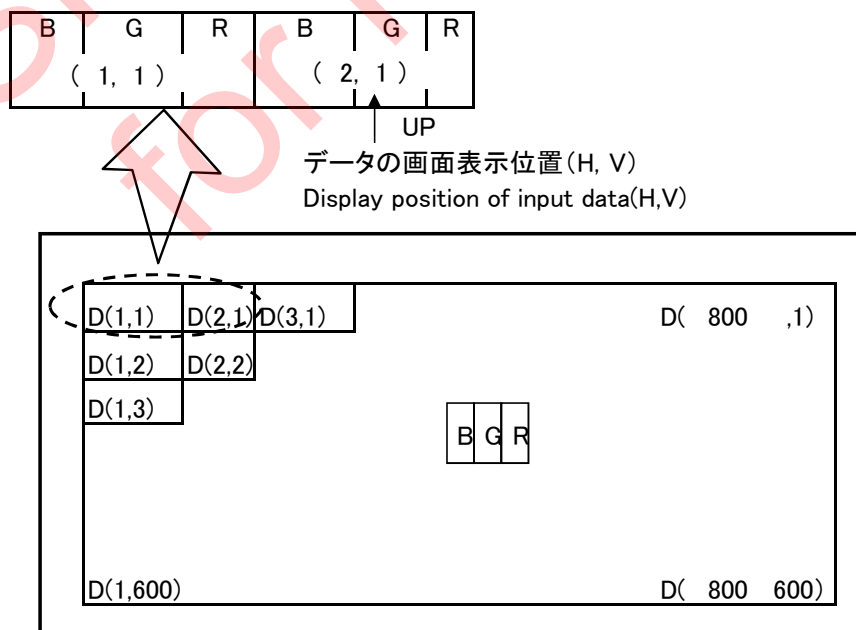 B G R B G R
( 1, 1 ) ( 2, 1 )
UP
データの画面表示位置(H, V)
Display position of input data(H,V)
D(1,1) D(2,1) D(3,1) D( 800 ,1)
D(1,2) D(2,2)
D(1,3)
B G R
D(1,600) D( 800 600)
for